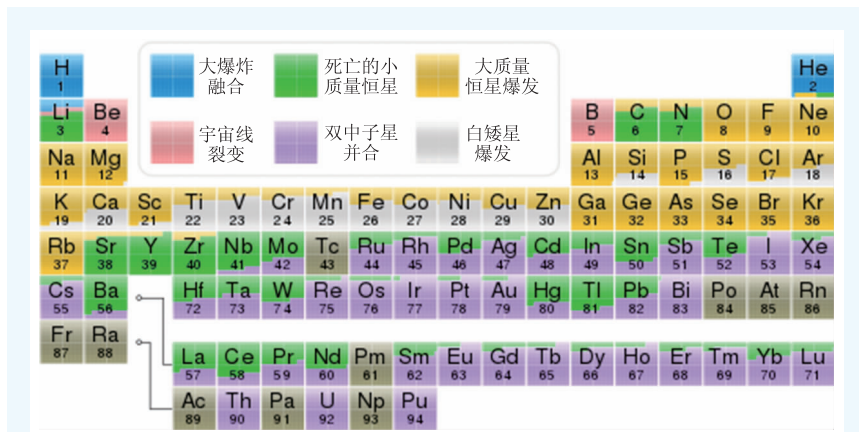 H 大爆炸 死亡的小 大质量 He
1 融合 质量恒星 恒星爆发 2
Li Be B C N O F Ne
3 4 宇宙线 双中子星 白矮星 5 6 7 8 9 10
裂变 并合 爆发
Na Mg Al Si P S Cl Ar
11 12 13 14 15 16 17 18
K Ca Sc Ti V Cr Mn Fe Co Ni Cu Zn Ga Ge As Se Br Kr
19 20 21 22 23 24 25 26 27 28 29 30 31 32 33 34 35 36
Rb Sr Y Zr Nb Mo Tc Ru Rh Pd Ag Cd In Sn Sb Te I Xe
37 38 39 40 41 42 43 44 45 46 47 48 49 50 51 52 53 54
Cs Ba Hf Ta W Re Os Ir Pt Au Hg Tl Pb Bi Po At Rn
55 56 72 73 74 75 76 77 78 79 80 81 82 83 84 85 86
Fr Ra
87 88
La Ce Pr Nd Pm Sm Eu Gd Tb Dy Ho Er Tm Yb Lu
57 58 59 60 61 62 63 64 65 66 67 68 69 70 71
Ac Th Pa U Np Pu
89 90 91 92 93 94